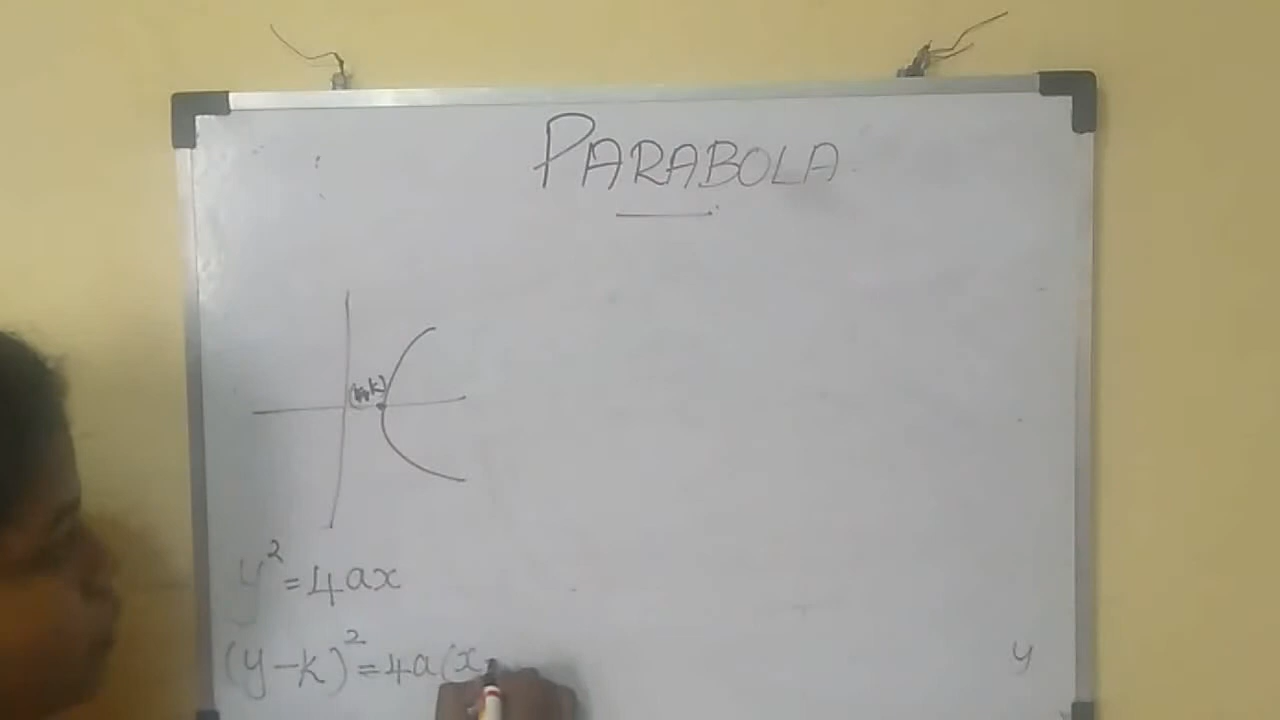 PARABOLA
y² = 4ax
(y - k)² = 4a(x
y